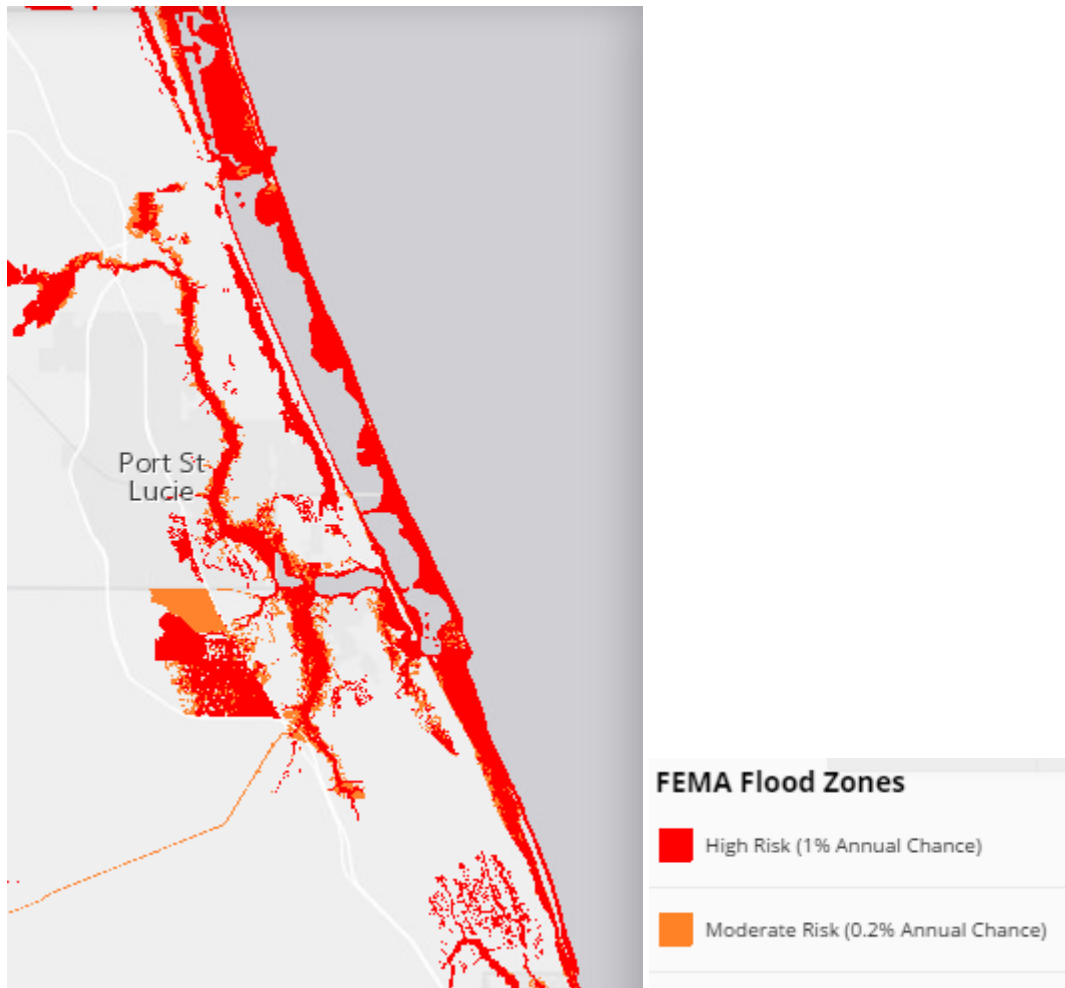 Port St
Lucie
FEMA Flood Zones
High Risk (1% Annual Chance)
Moderate Risk (0.2% Annual Chance)